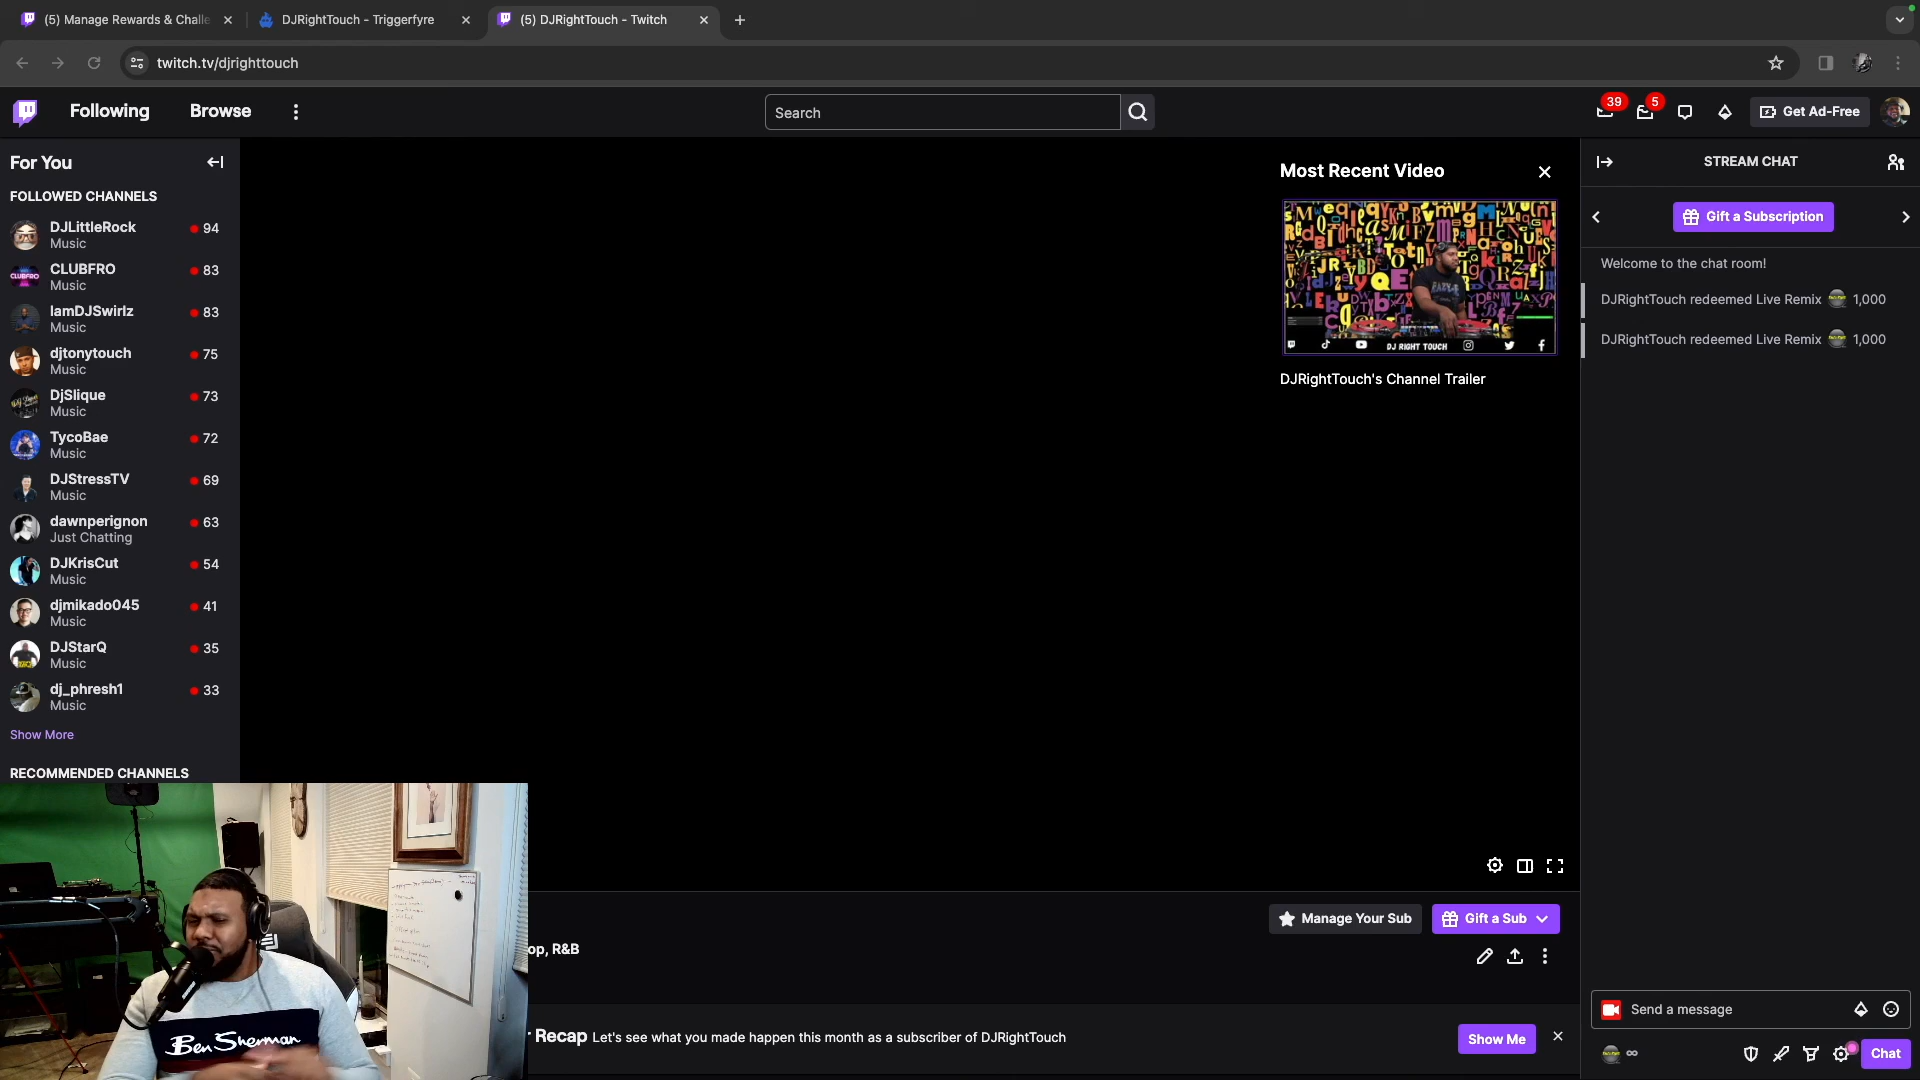 (5) Manage Rewards & Challe
DJRightTouch - Triggerfyre
(5) DJRightTouch - Twitch
twitch.tv/djrighttouch
Following
Browse
Search
39
5
Get Ad-Free
For You
FOLLOWED CHANNELS
DJLittleRock
94
Music
CLUBFRO
83
Music
IamDJSwirlz
83
Music
djtonytouch
75
Music
DjSlique
73
Music
TycoBae
72
Music
DJStressTV
69
Music
dawnperignon
63
Just Chatting
DJKrisCut
54
Music
djmikado045
41
Music
DJStarQ
35
Music
dj_phresh1
33
Music
Show More
RECOMMENDED CHANNELS
Most Recent Video
DJ RIGHT TOUCH
DJRightTouch's Channel Trailer
STREAM CHAT
Gift a Subscription
Welcome to the chat room!
DJRightTouch redeemed Live Remix 1,000
DJRightTouch redeemed Live Remix 1,000
Manage Your Sub
Gift a Sub
op, R&B
Recap Let's see what you made happen this month as a subscriber of DJRightTouch
Show Me
Send a message
Chat
Ben Sherman